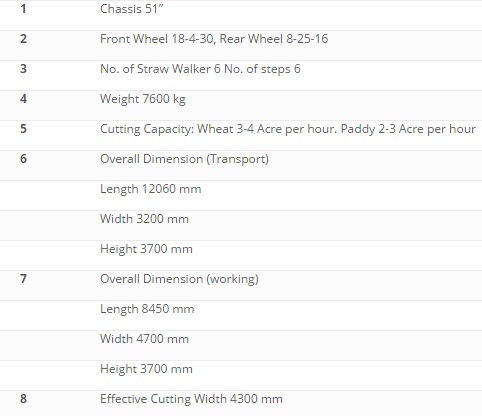 1 Chassis 51”
2 Front Wheel 18-4-30, Rear Wheel 8-25-16
3 No. of Straw Walker 6 No. of steps 6
4 Weight 7600 kg
5 Cutting Capacity: Wheat 3-4 Acre per hour. Paddy 2-3 Acre per hour
6 Overall Dimension (Transport)
Length 12060 mm
Width 3200 mm
Height 3700 mm
7 Overall Dimension (working)
Length 8450 mm
Width 4700 mm
Height 3700 mm
8 Effective Cutting Width 4300 mm